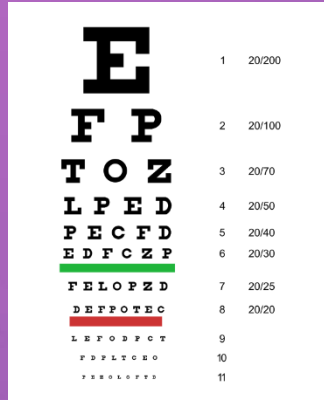 E 1 20/200
F P 2 20/100
T O Z 3 20/70
L P E D 4 20/50
P E C F D 5 20/40
E D F C Z P 6 20/30
F E L O P Z D 7 20/25
D E F P O T E C 8 20/20
L E F O D P C T 9
F D P L T C E O 10
P E Z O L C F T D 11